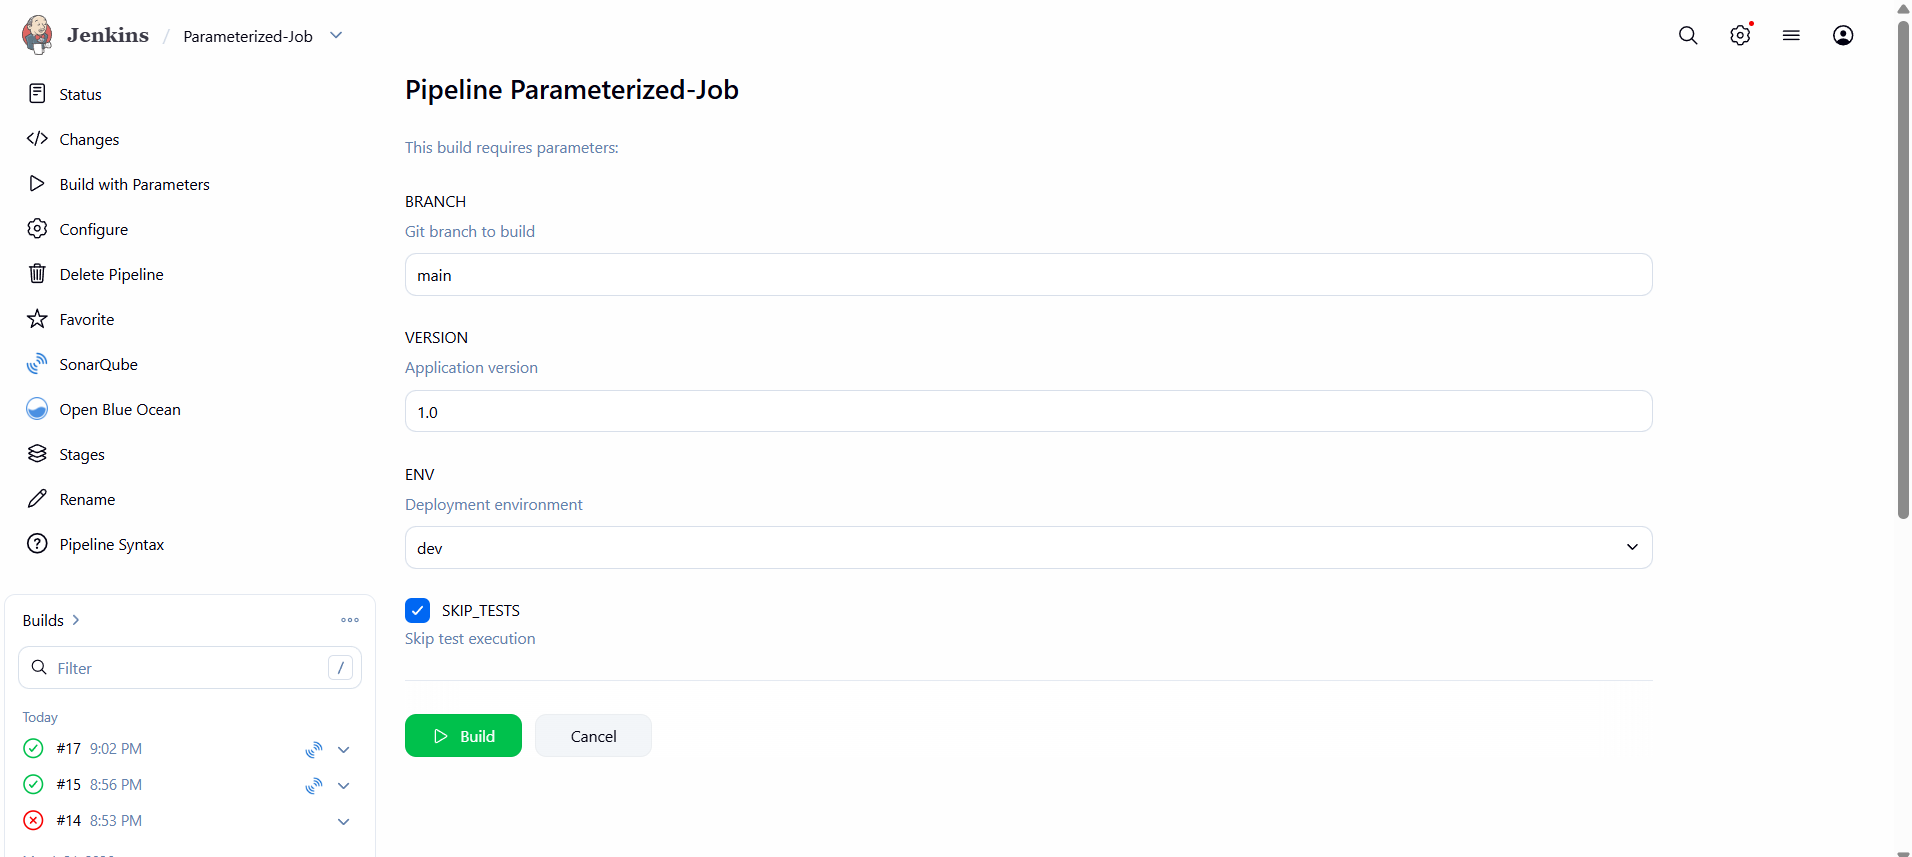 Jenkins / Parameterized-Job
Status
Changes
Build with Parameters
Configure
Delete Pipeline
Favorite
SonarQube
Open Blue Ocean
Stages
Rename
Pipeline Syntax
Builds
Filter /
Today
#17 9:02 PM
#15 8:56 PM
#14 8:53 PM
Pipeline Parameterized-Job
This build requires parameters:
BRANCH
Git branch to build
main
VERSION
Application version
1.0
ENV
Deployment environment
dev
SKIP_TESTS
Skip test execution
Build
Cancel